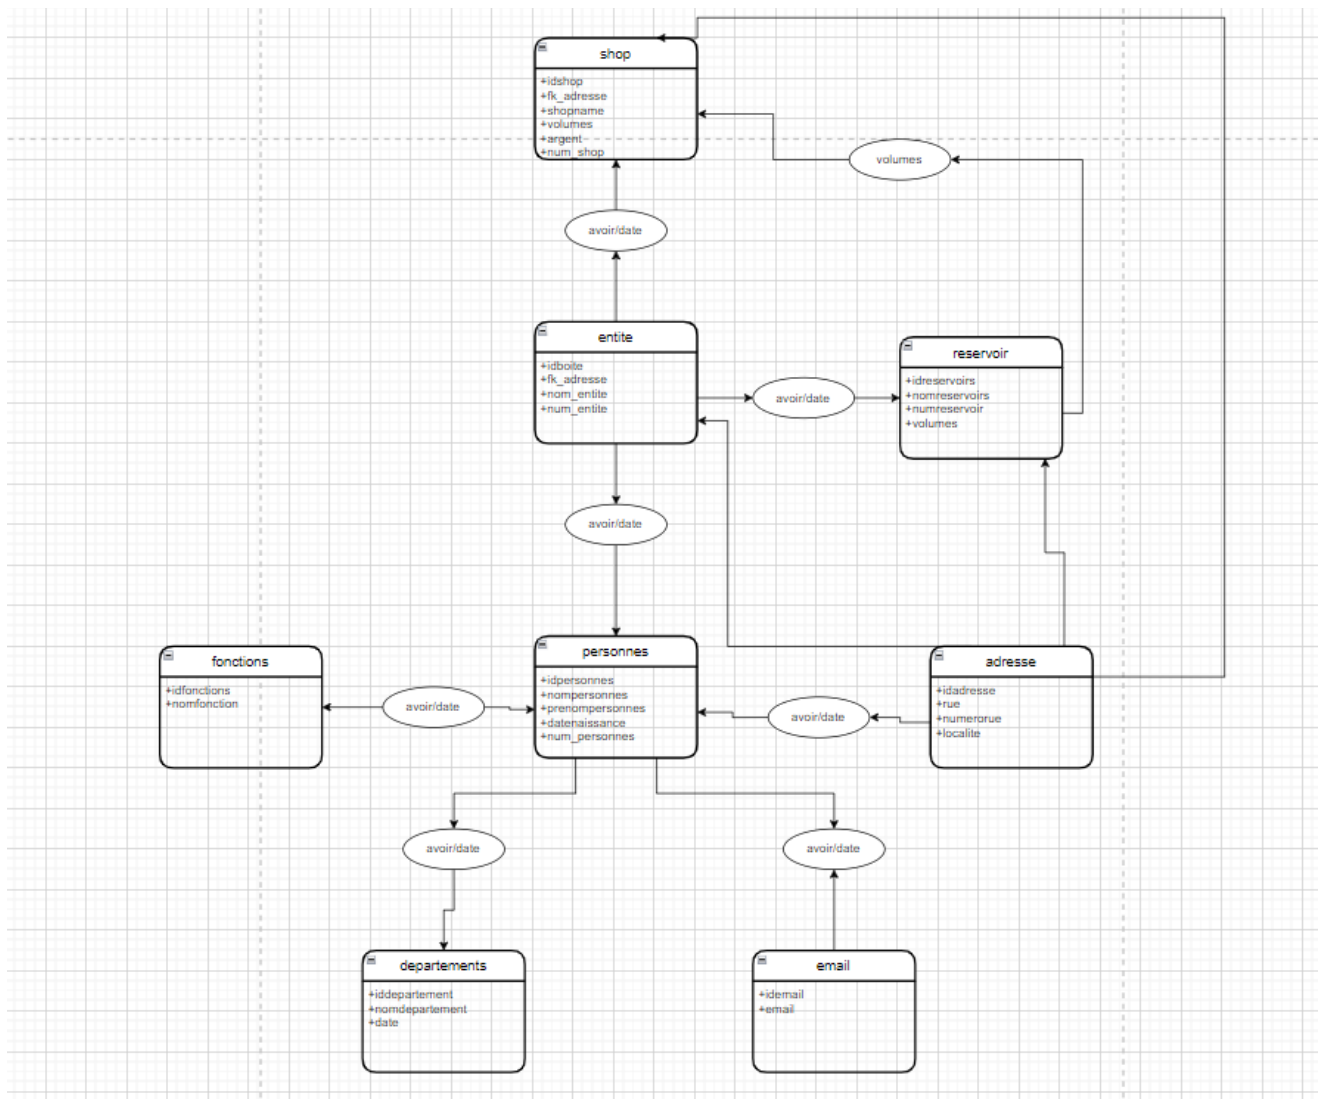 shop
+idshop
+fk_adresse
+shopname
+volumes
+argent
+num_shop
volumes
avoir/date
entite
+idboite
+fk_adresse
+nom_entite
+num_entite
avoir/date
reservoir
+idreservoirs
+nomreservoirs
+numreservoir
+volumes
avoir/date
fonctions
+idfonctions
+nomfonction
avoir/date
personnes
+idpersonnes
+nompersonnes
+prenompersonnes
+datenaissance
+num_personnes
avoir/date
adresse
+idadresse
+rue
+numerorue
+localite
avoir/date
avoir/date
departements
+iddepartement
+nomdepartement
+date
email
+idemail
+email